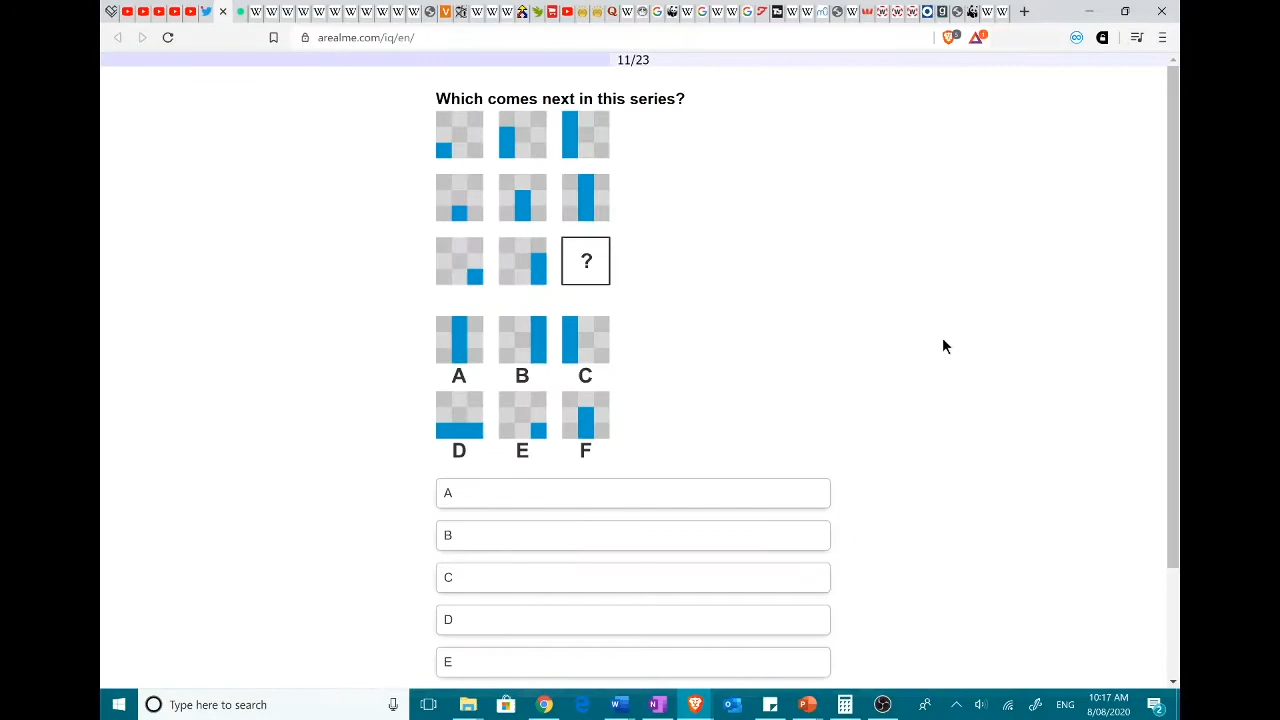 arealme.com/iq/en/
11/23
Which comes next in this series?
?
A B C
D E F
A
B
C
D
E
Type here to search
ENG
10:17 AM
8/08/2020